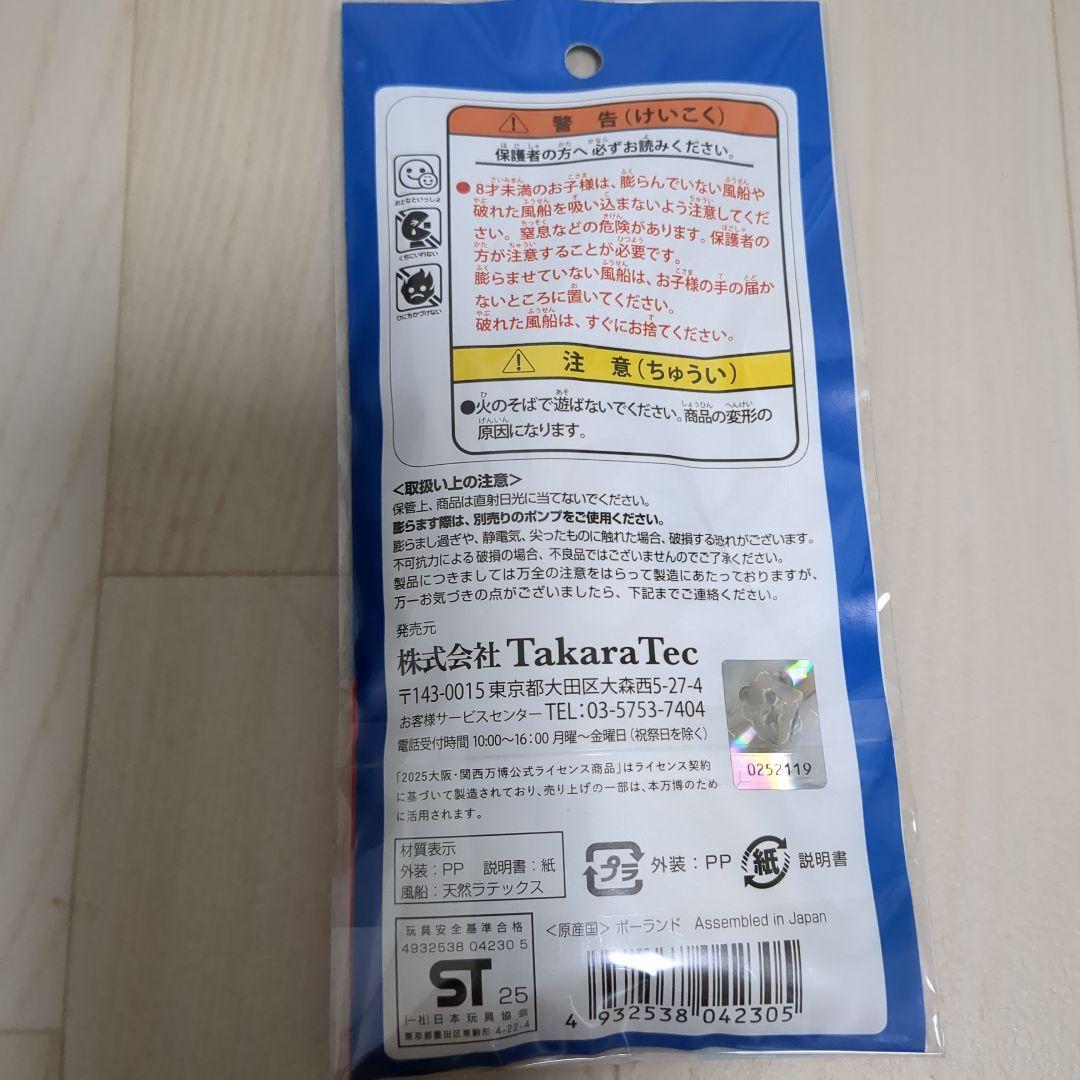 警告(けいこく)
保護者の方へ 必ずお読みください。
●8才未満のお子様は、膨らんでいない風船や
破れた風船を吸い込まないよう注意してくだ
さい。窒息などの危険があります。保護者の
方が注意することが必要です。
膨らませていない風船は、お子様の手の届か
ないところに置いてください。
破れた風船は、すぐにお捨てください。
おとなといっしょ
くちにいれない
ひにちかづけない
注意(ちゅうい)
●火のそばで遊ばないでください。商品の変形の
原因になります。
<取扱い上の注意>
保管上、商品は直射日光に当てないでください。
膨らます際は、別売りのポンプをご使用ください。
膨らまし過ぎや、静電気、尖ったものに触れた場合、破損する恐れがございます。
不可抗力による破損の場合、不良品ではございませんのでご了承ください。
製品につきましては万全の注意をはらって製造にあたっておりますが、
万一お気づきの点がございましたら、下記までご連絡ください。
発売元
株式会社 TakaraTec
〒143-0015 東京都大田区大森西5-27-4
お客様サービスセンター TEL:03-5753-7404
電話受付時間 10:00〜16:00 月曜〜金曜日(祝祭日を除く)
0252119
「2025大阪・関西万博公式ライセンス商品」はライセンス契約
に基づいて製造されており、売り上げの一部は、本万博のため
に活用されます。
材質表示
外装:PP 説明書:紙
風船:天然ラテックス
プラ 外装:PP 紙 説明書
<原産国> ポーランド Assembled in Japan
玩具安全基準合格
4932538 04230 5
ST 25
(一社)日本玩具協会
東京都墨田区東駒形 4-22-4
4 932538 042305